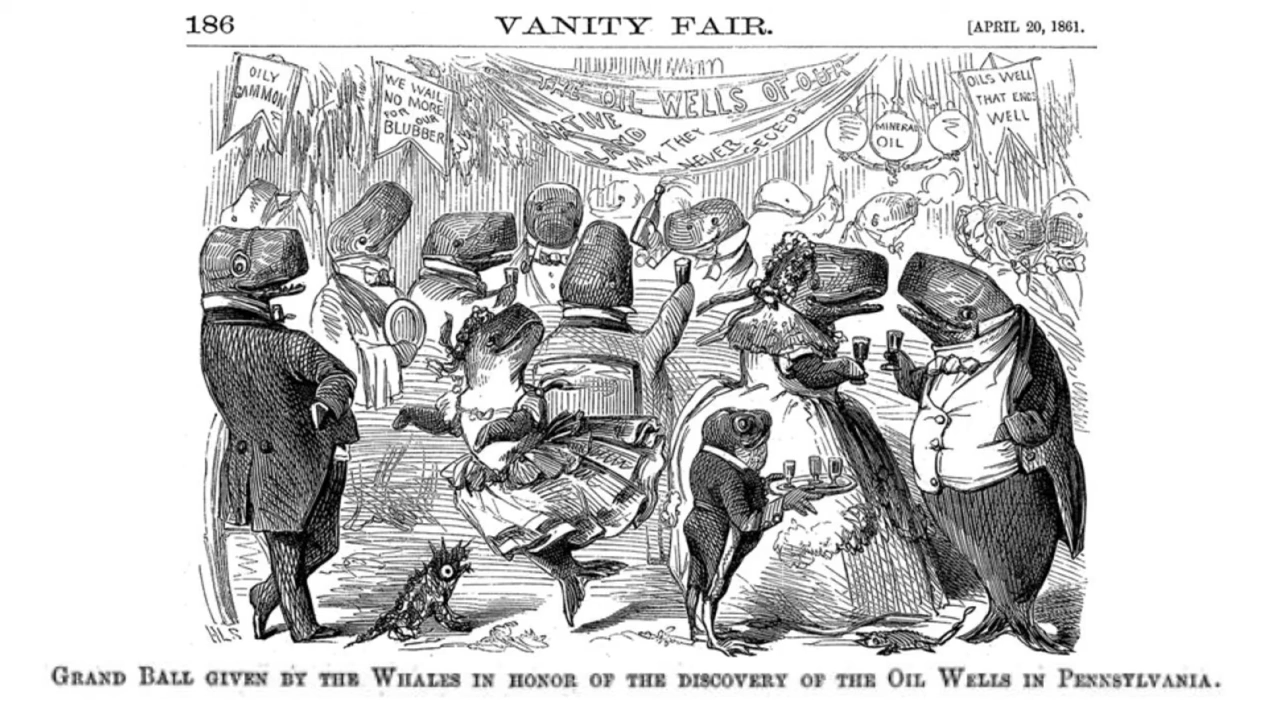 186
VANITY FAIR.
[APRIL 20, 1861.
OILY
GAMMON
WE WAIL
NO MORE
FOR OUR
BLUBBER
THE OIL WELLS OF OUR
NATIVE
LAND
MAY THEY
NEVER
SECEDE
MINERAL
OIL
OILS WELL
THAT ENDS
WELL
6
HLS
GRAND BALL GIVEN BY THE WHALES IN HONOR OF THE DISCOVERY OF THE OIL WELLS IN PENNSYLVANIA.